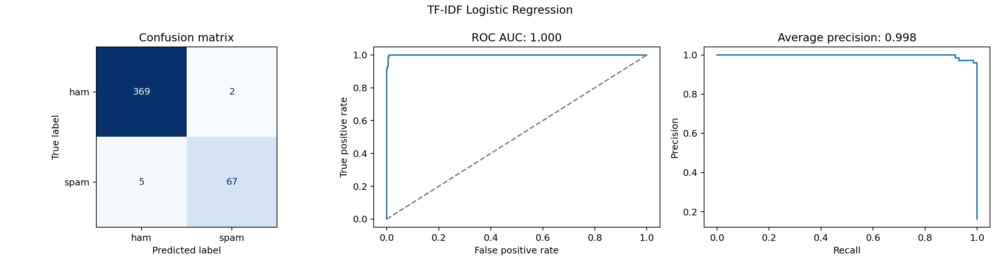 TF-IDF Logistic Regression
Confusion matrix
True label
ham
spam
369
2
5
67
ham
spam
Predicted label
ROC AUC: 1.000
True positive rate
1.0
0.8
0.6
0.4
0.2
0.0
0.0
0.2
0.4
0.6
0.8
1.0
False positive rate
Average precision: 0.998
Precision
1.0
0.8
0.6
0.4
0.2
0.0
0.2
0.4
0.6
0.8
1.0
Recall